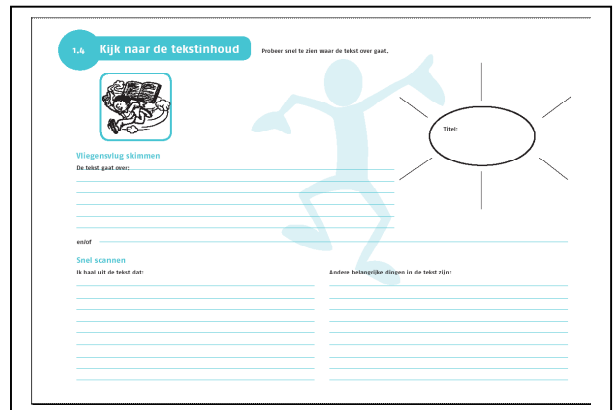 1.4 Kijk naar de tekstinhoud Probeer snel te zien waar de tekst over gaat.
Titel:
Vliegensvlug skimmen
De tekst gaat over:
en/of
Snel scannen
Ik haal uit de tekst dat: Andere belangrijke dingen in de tekst zijn: